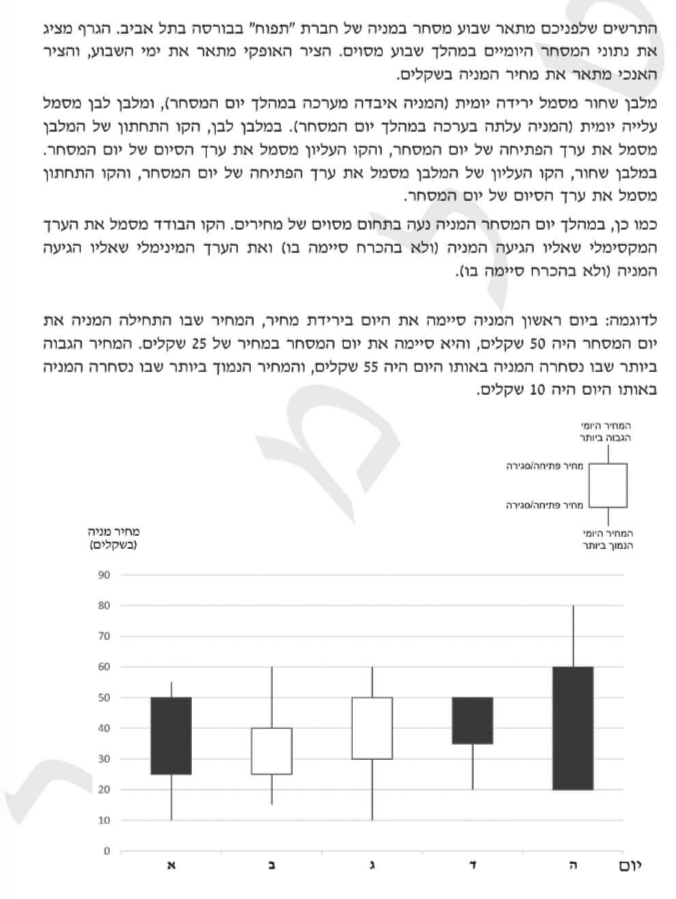 התרשים שלפניכם מתאר שבוע מסחר במניה של חברת "תפוח" בבורסה בתל אביב. הגרף מציג
את נתוני המסחר היומיים במהלך שבוע מסוים. הציר האופקי מתאר את ימי השבוע, והציר
האנכי מתאר את מחיר המניה בשקלים.
מלבן שחור מסמל ירידה יומית (המניה איבדה מערכה במהלך יום המסחר), ומלבן לבן מסמל
עלייה יומית (המניה עלתה בערכה במהלך יום המסחר). במלבן לבן, הקו התחתון של המלבן
מסמל את ערך הפתיחה של יום המסחר, והקו העליון מסמל את ערך הסיום של יום המסחר.
במלבן שחור, הקו העליון של המלבן מסמל את ערך הפתיחה של יום המסחר, והקו התחתון
מסמל את ערך הסיום של יום המסחר.
כמו כן, במהלך יום המסחר המניה נעה בתחום מסוים של מחירים. הקו הבודד מסמל את הערך
המקסימלי שאליו הגיעה המניה (ולא בהכרח סיימה בו) ואת הערך המינימלי שאליו הגיעה
המניה (ולא בהכרח סיימה בו).
לדוגמה: ביום ראשון המניה סיימה את היום בירידת מחיר, המחיר שבו התחילה המניה את
יום המסחר היה 50 שקלים, והיא סיימה את יום המסחר במחיר של 25 שקלים. המחיר הגבוה
ביותר שבו נסחרה המניה באותו היום היה 55 שקלים, והמחיר הנמוך ביותר שבו נסחרה המניה
באותו היום היה 10 שקלים.
המחיר היומי
הגבוה ביותר
מחיר פתיחה/סגירה
מחיר פתיחה/סגירה
המחיר היומי
הנמוך ביותר
מחיר מניה
(בשקלים)
90
80
70
60
50
40
30
20
10
0
א ב ג ד ה יום